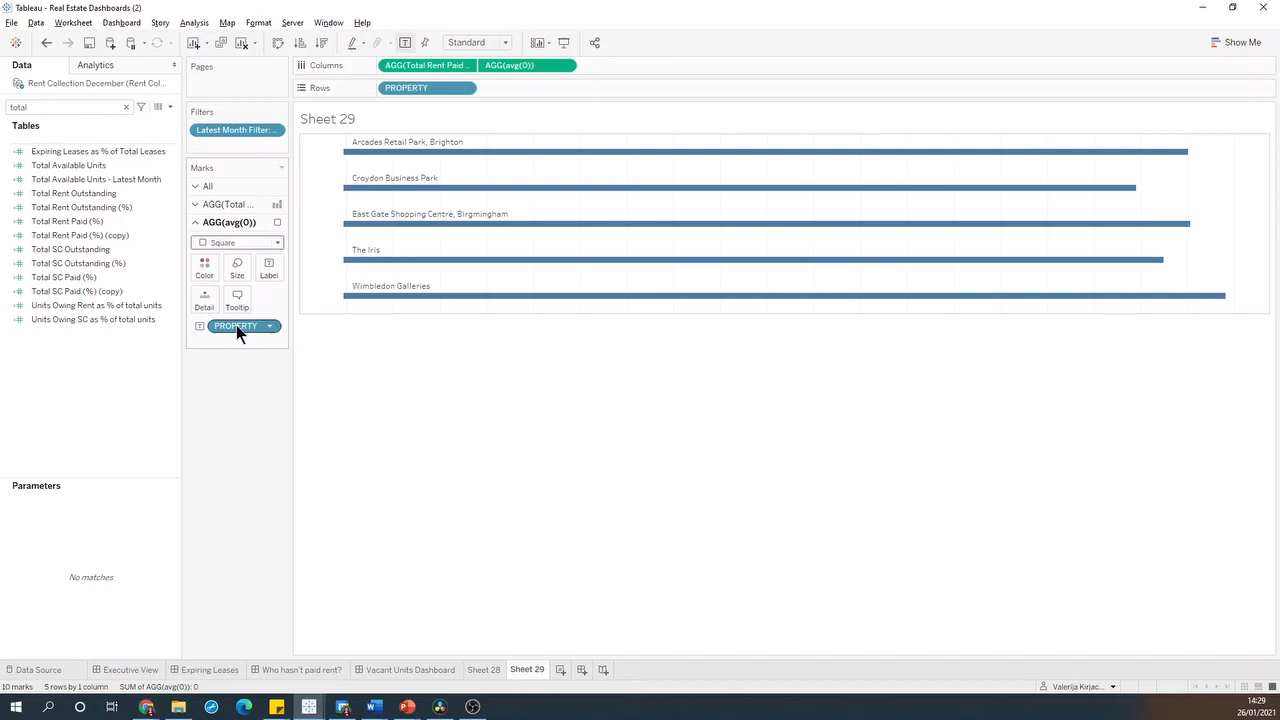 Tableau - Real Estate Dashboards (2)
File Data Worksheet Dashboard Story Analysis Map Format Server Window Help
Standard
Show Me
Data Analytics
Rent Collection December (Rent Col...
total
Tables
Expiring Leases as % of Total Leases
Total Available Units
Total Available Units - Latest Month
Total Rent Outstanding
Total Rent Outstanding (%)
Total Rent Paid (%)
Total Rent Paid (%) (copy)
Total SC Outstanding
Total SC Outstanding (%)
Total SC Paid (%)
Total SC Paid (%) (copy)
Units Owing Rent as % of total units
Units Owing SC as % of total units
Parameters
No matches
Pages
Filters
Latest Month Filter: ..
Marks
All
AGG(Total ...
AGG(avg(0))
Square
Color Size Label
Detail Tooltip
PROPERTY
Columns AGG(Total Rent Paid... AGG(avg(0))
Rows PROPERTY
Sheet 29
Arcades Retail Park, Brighton
Croydon Business Park
East Gate Shopping Centre, Birgmingham
The Iris
Wimbledon Galleries
Data Source Executive View Expiring Leases Who hasn't paid rent? Vacant Units Dashboard Sheet 28 Sheet 29
10 marks 5 rows by 1 column SUM of AGG(avg(0)): 0
Valerija Kirjac...
14:29
26/01/2021